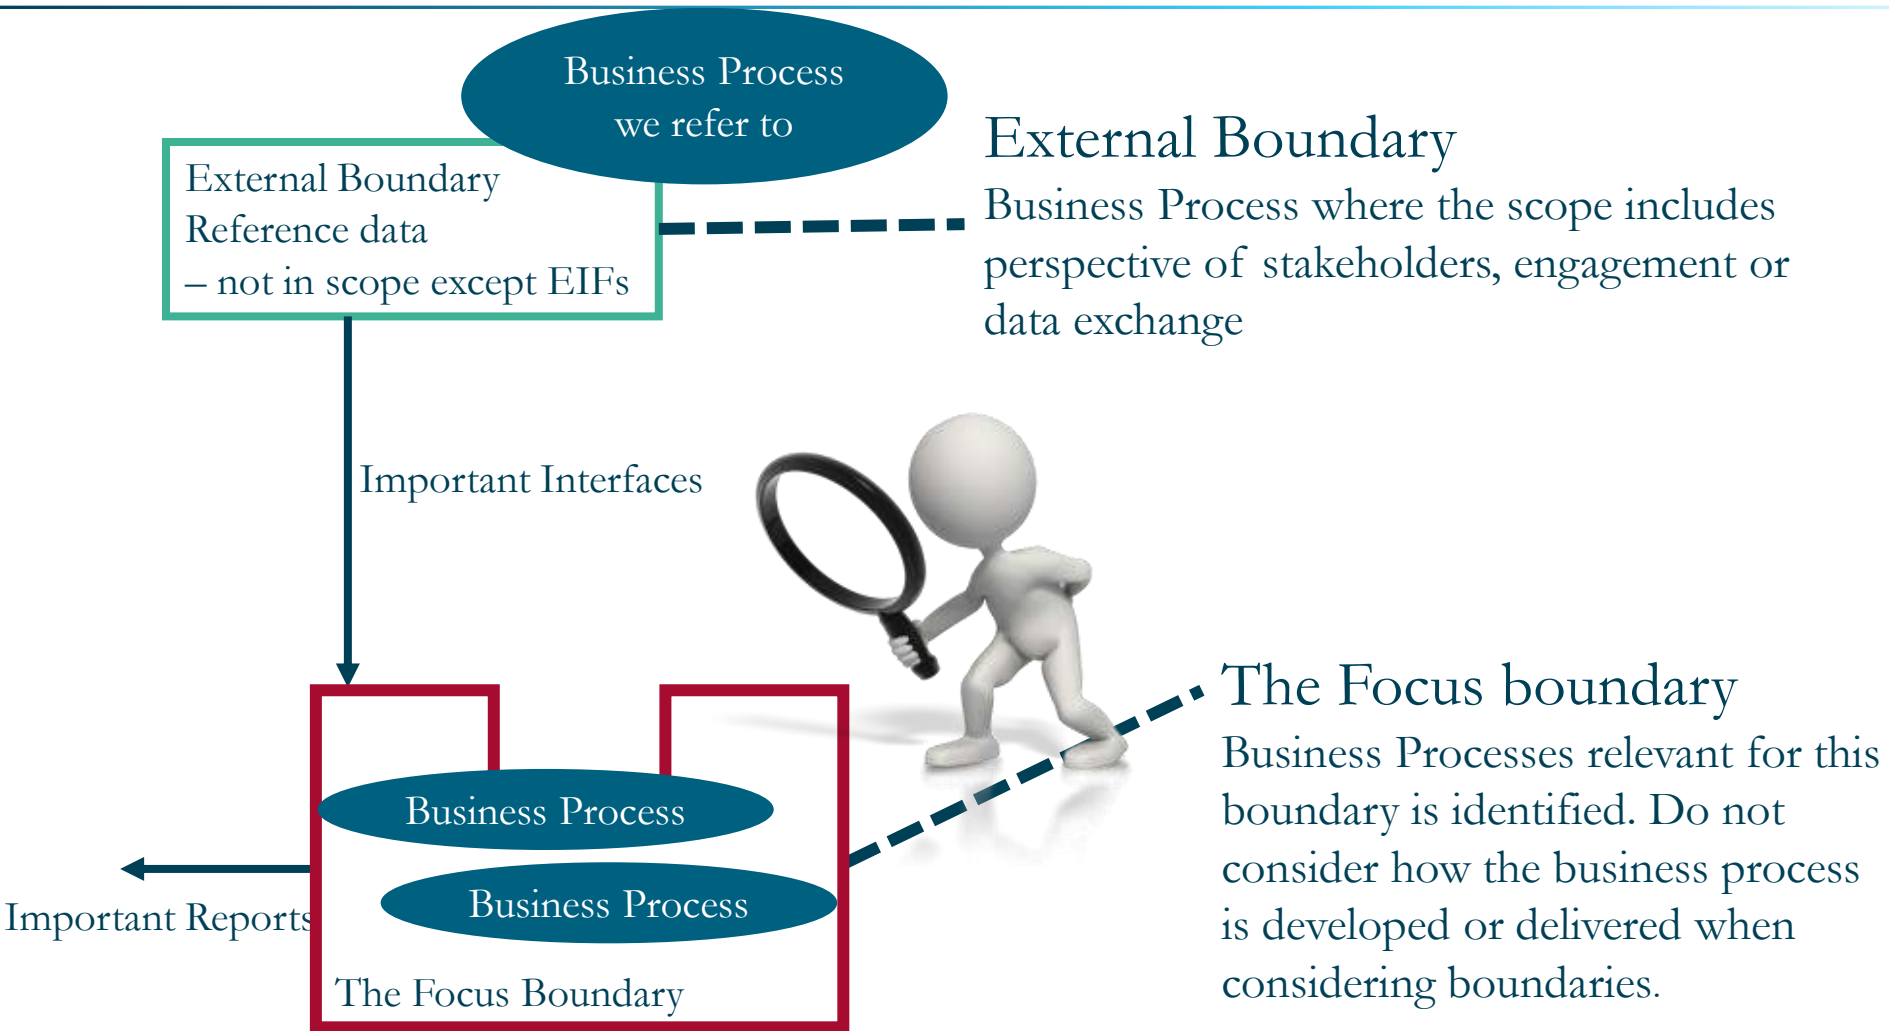 Business Process
we refer to
External Boundary
Reference data
– not in scope except EIFs
External Boundary
Business Process where the scope includes
perspective of stakeholders, engagement or
data exchange
Important Interfaces
The Focus boundary
Business Processes relevant for this
boundary is identified. Do not
consider how the business process
is developed or delivered when
considering boundaries.
Business Process
Business Process
Important Reports
The Focus Boundary